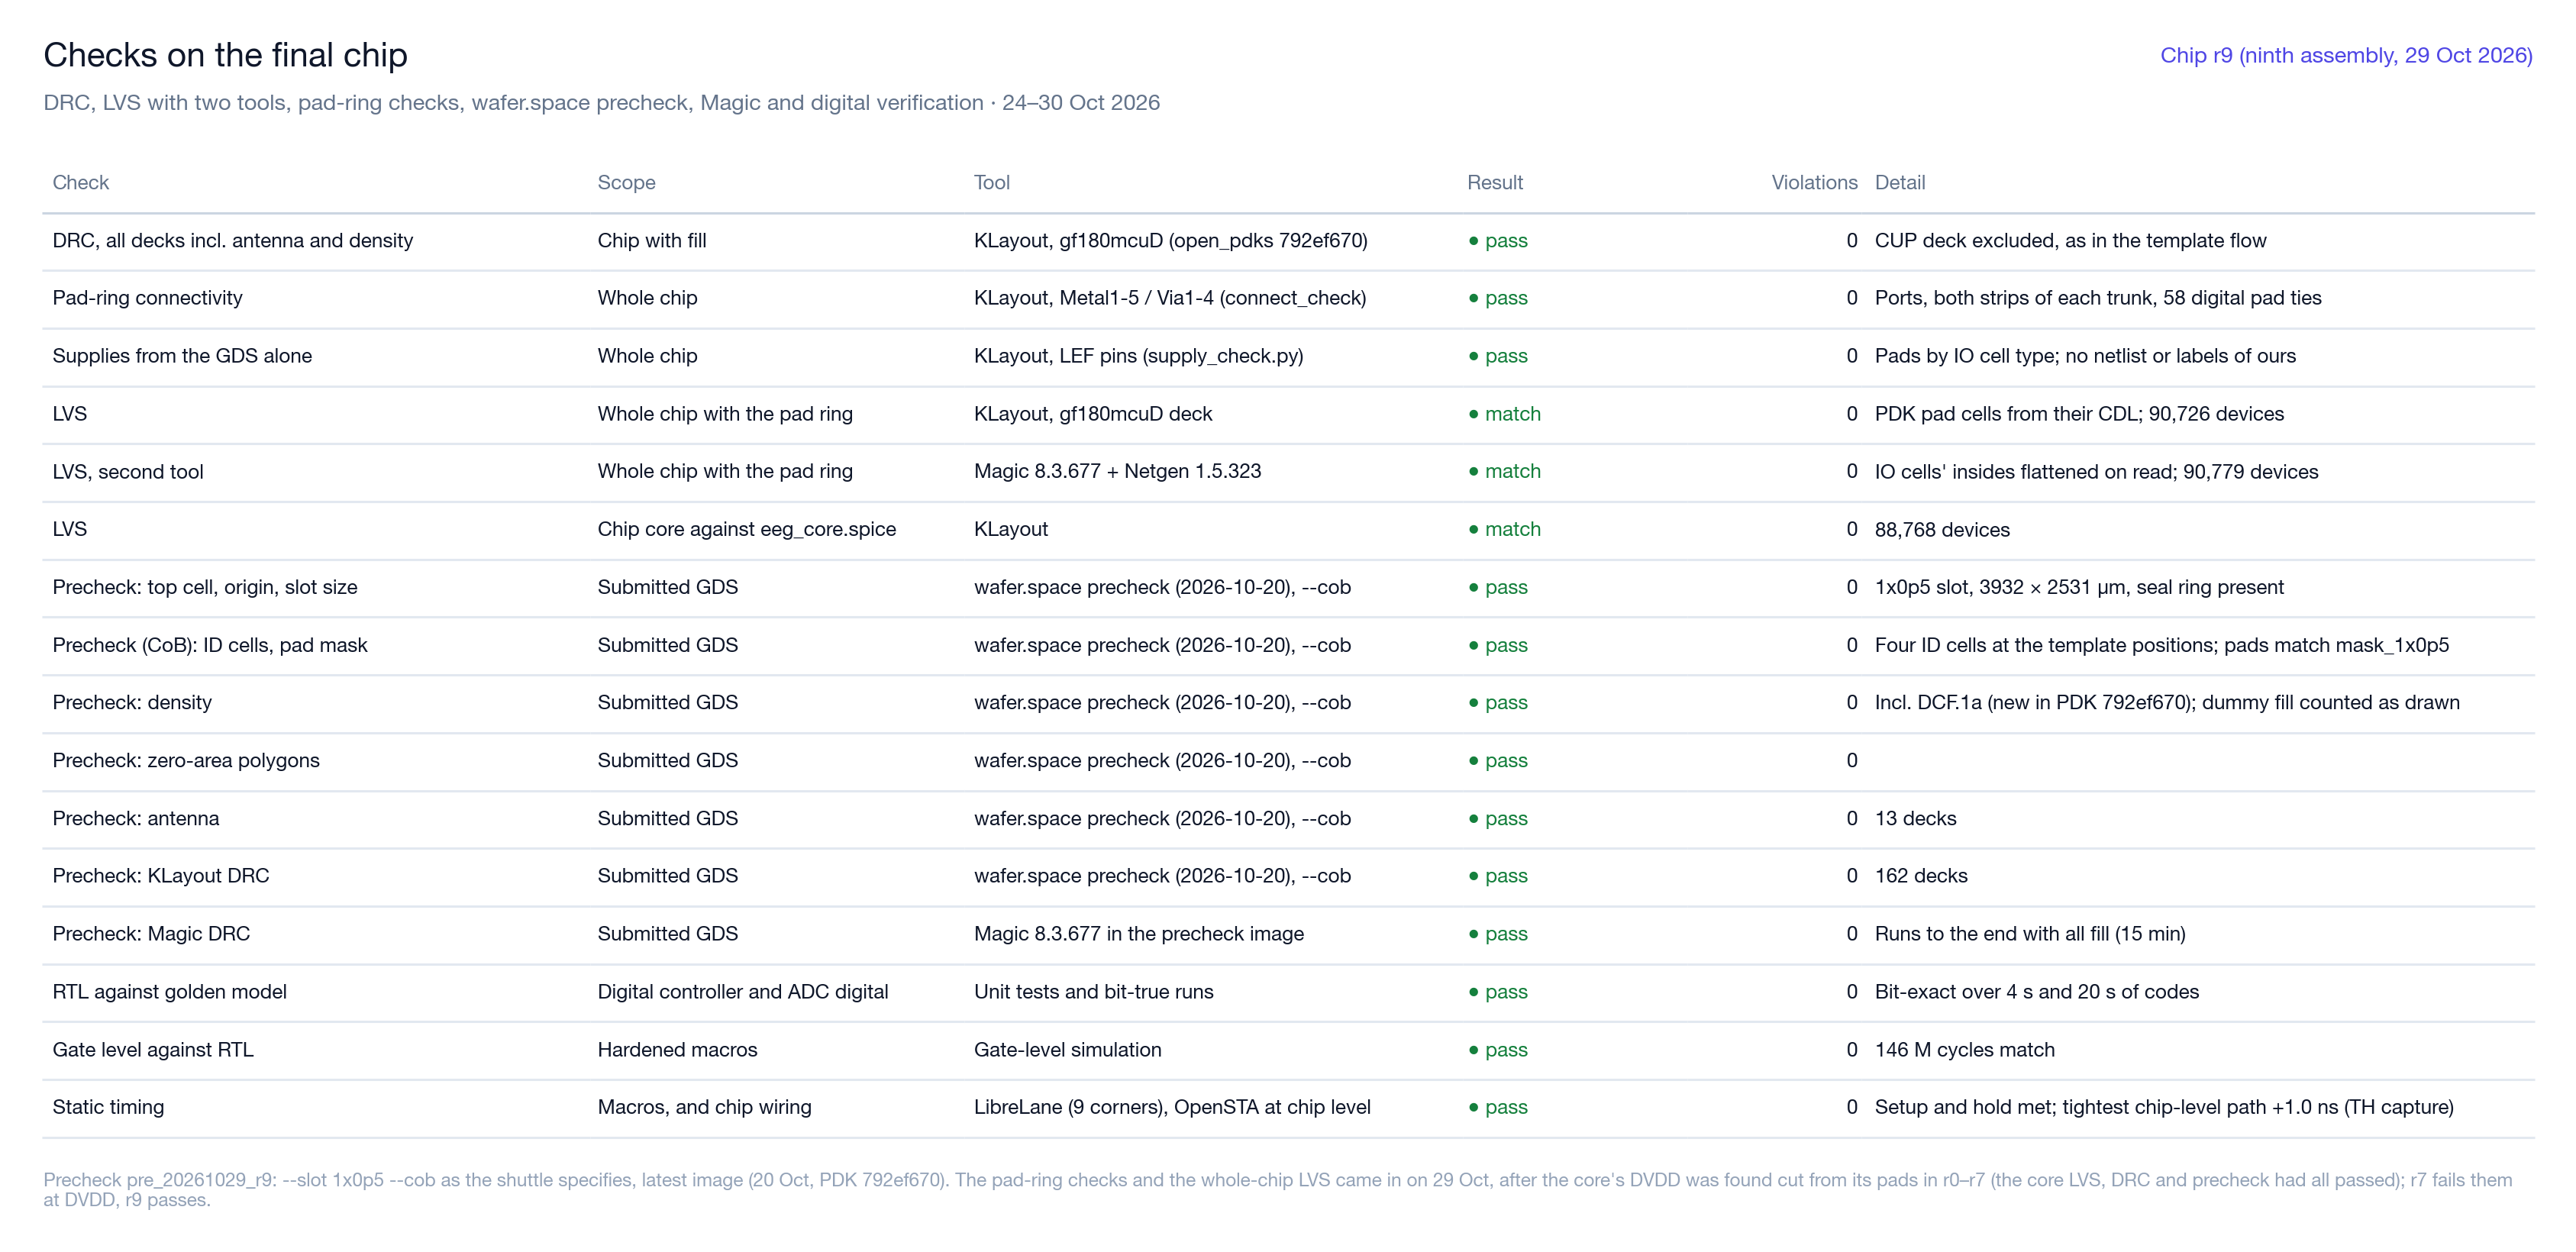 Checks on the final chip
Chip r9 (ninth assembly, 29 Oct 2026)
DRC, LVS with two tools, pad-ring checks, wafer.space precheck, Magic and digital verification · 24–30 Oct 2026
Check Scope Tool Result Violations Detail
DRC, all decks incl. antenna and density Chip with fill KLayout, gf180mcuD (open_pdks 792ef670) ● pass 0 CUP deck excluded, as in the template flow
Pad-ring connectivity Whole chip KLayout, Metal1-5 / Via1-4 (connect_check) ● pass 0 Ports, both strips of each trunk, 58 digital pad ties
Supplies from the GDS alone Whole chip KLayout, LEF pins (supply_check.py) ● pass 0 Pads by IO cell type; no netlist or labels of ours
LVS Whole chip with the pad ring KLayout, gf180mcuD deck ● match 0 PDK pad cells from their CDL; 90,726 devices
LVS, second tool Whole chip with the pad ring Magic 8.3.677 + Netgen 1.5.323 ● match 0 IO cells' insides flattened on read; 90,779 devices
LVS Chip core against eeg_core.spice KLayout ● match 0 88,768 devices
Precheck: top cell, origin, slot size Submitted GDS wafer.space precheck (2026-10-20), --cob ● pass 0 1x0p5 slot, 3932 × 2531 µm, seal ring present
Precheck (CoB): ID cells, pad mask Submitted GDS wafer.space precheck (2026-10-20), --cob ● pass 0 Four ID cells at the template positions; pads match mask_1x0p5
Precheck: density Submitted GDS wafer.space precheck (2026-10-20), --cob ● pass 0 Incl. DCF.1a (new in PDK 792ef670); dummy fill counted as drawn
Precheck: zero-area polygons Submitted GDS wafer.space precheck (2026-10-20), --cob ● pass 0
Precheck: antenna Submitted GDS wafer.space precheck (2026-10-20), --cob ● pass 0 13 decks
Precheck: KLayout DRC Submitted GDS wafer.space precheck (2026-10-20), --cob ● pass 0 162 decks
Precheck: Magic DRC Submitted GDS Magic 8.3.677 in the precheck image ● pass 0 Runs to the end with all fill (15 min)
RTL against golden model Digital controller and ADC digital Unit tests and bit-true runs ● pass 0 Bit-exact over 4 s and 20 s of codes
Gate level against RTL Hardened macros Gate-level simulation ● pass 0 146 M cycles match
Static timing Macros, and chip wiring LibreLane (9 corners), OpenSTA at chip level ● pass 0 Setup and hold met; tightest chip-level path +1.0 ns (TH capture)
Precheck pre_20261029_r9: --slot 1x0p5 --cob as the shuttle specifies, latest image (20 Oct, PDK 792ef670). The pad-ring checks and the whole-chip LVS came in on 29 Oct, after the core's DVDD was found cut from its pads in r0–r7 (the core LVS, DRC and precheck had all passed); r7 fails them
at DVDD, r9 passes.